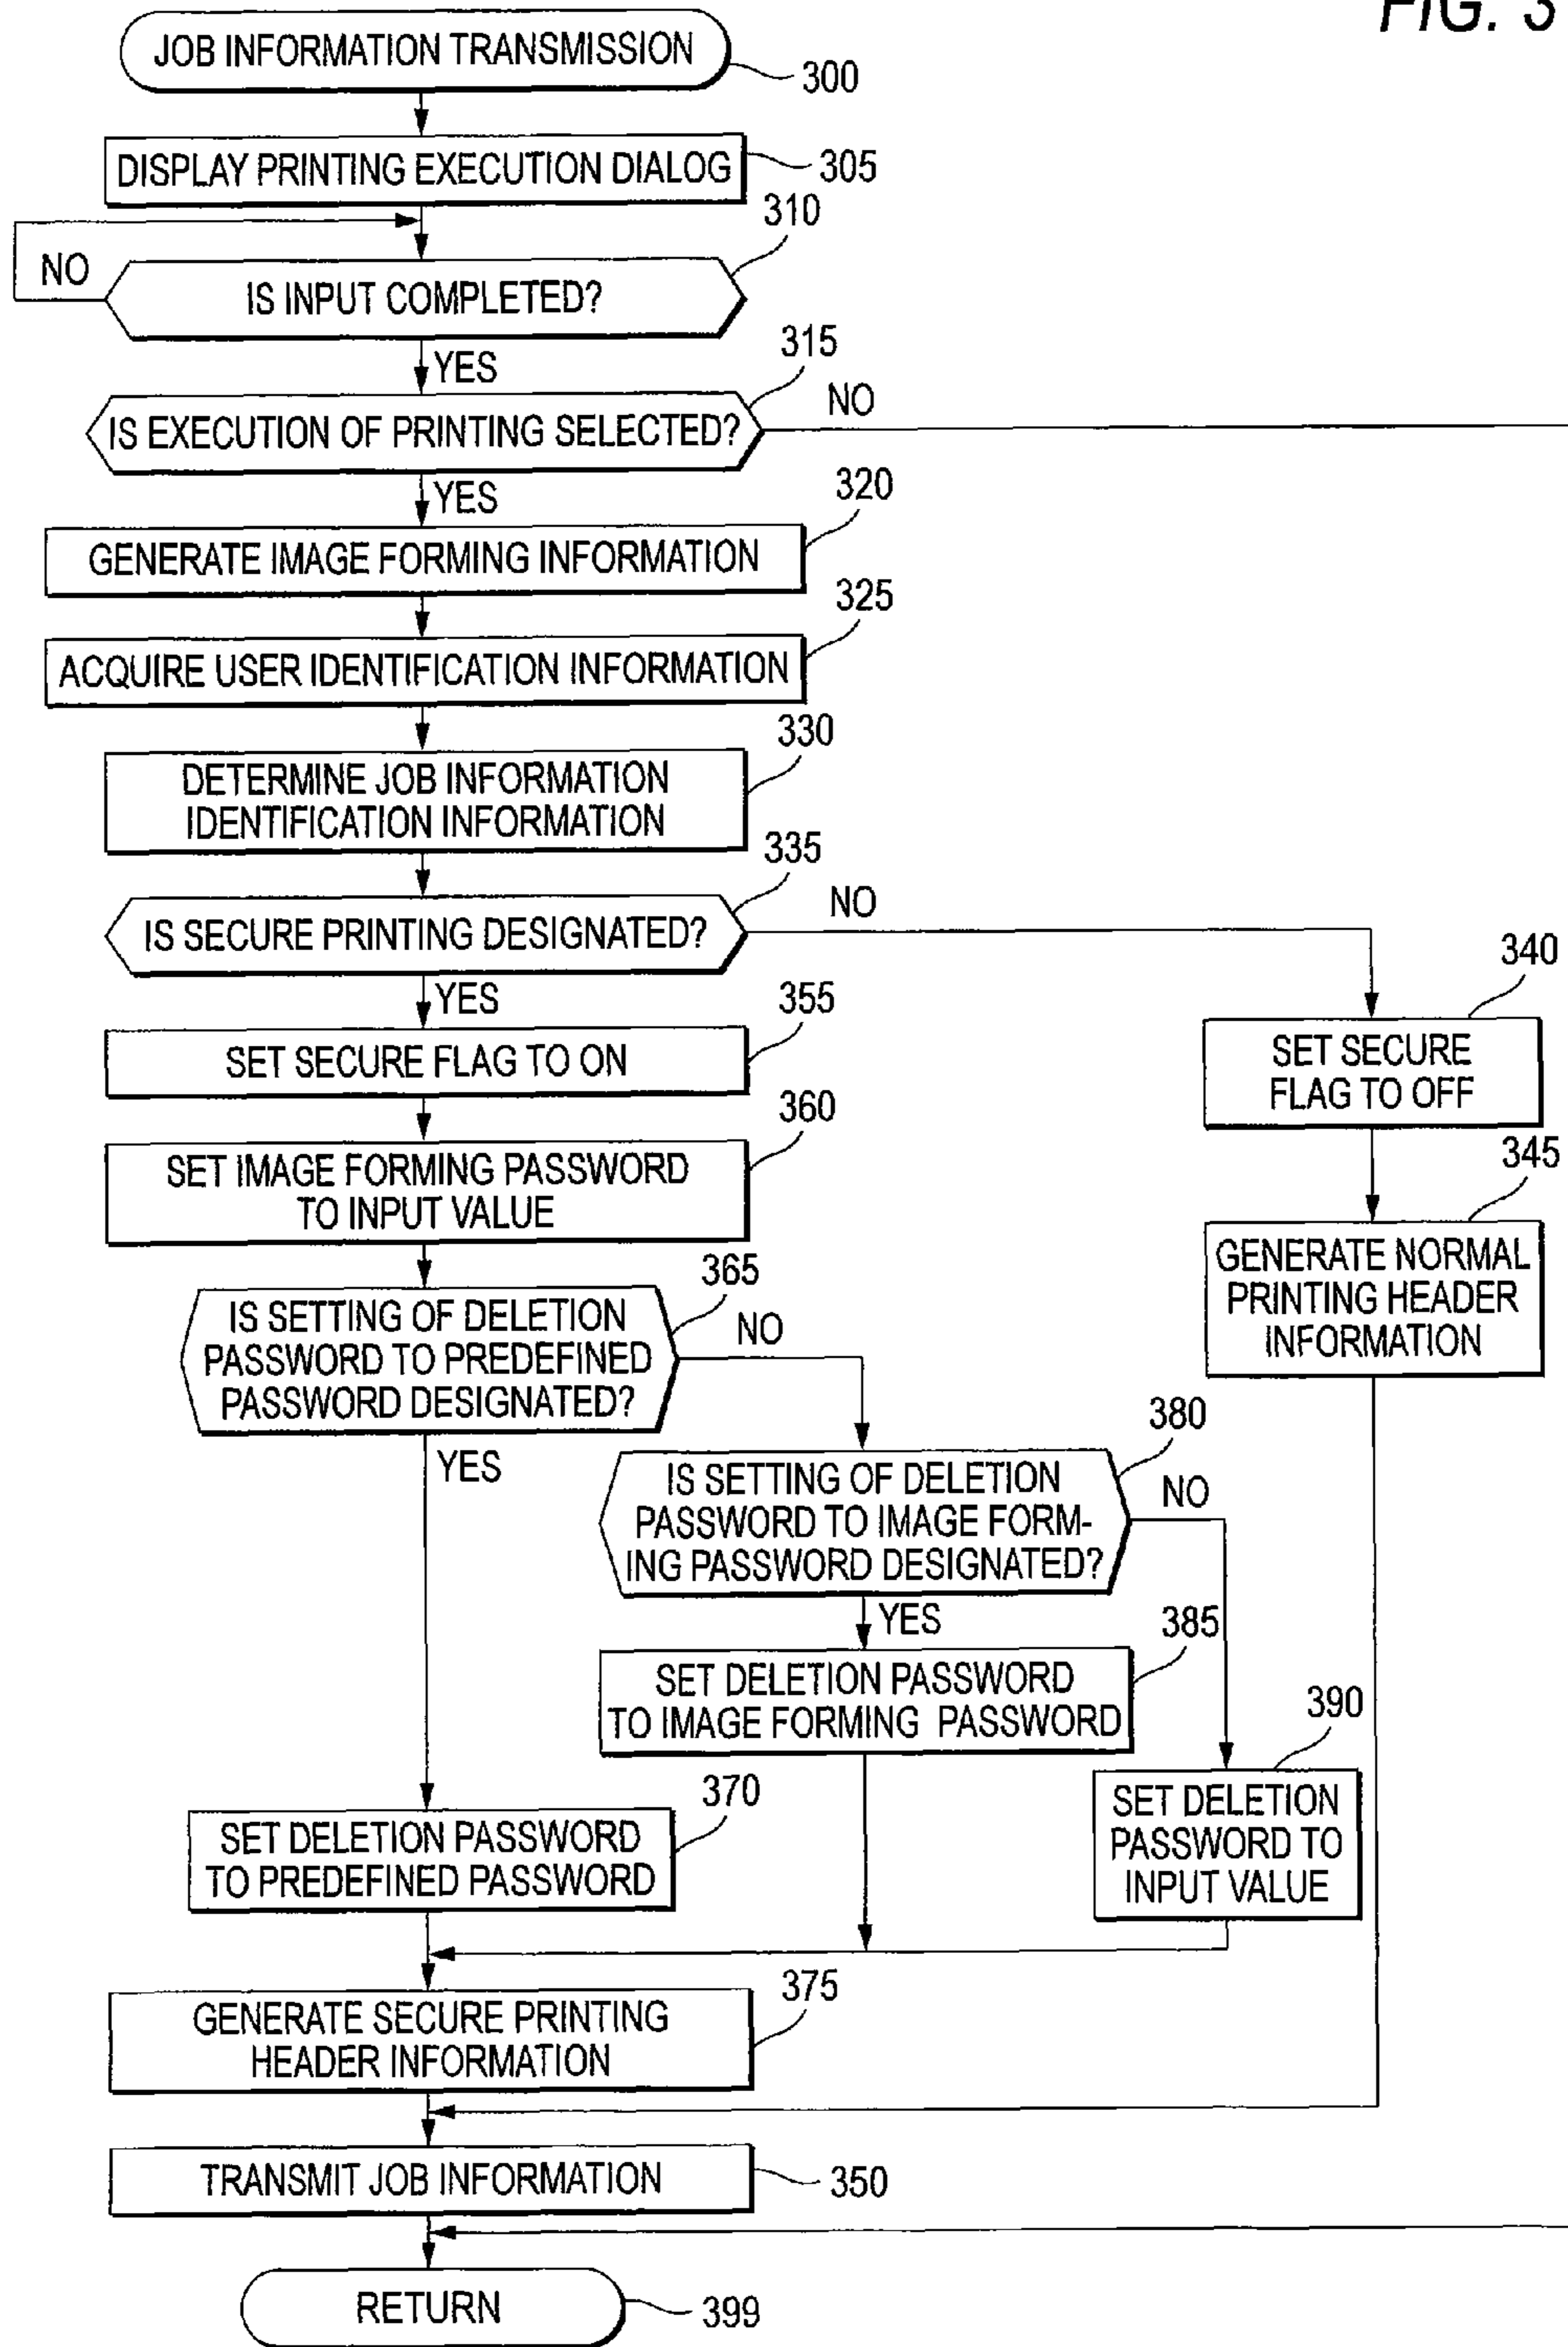 FIG. 3
JOB INFORMATION TRANSMISSION
300
DISPLAY PRINTING EXECUTION DIALOG
305
310
NO
IS INPUT COMPLETED?
YES
315
NO
IS EXECUTION OF PRINTING SELECTED?
YES
320
GENERATE IMAGE FORMING INFORMATION
325
ACQUIRE USER IDENTIFICATION INFORMATION
330
DETERMINE JOB INFORMATION
IDENTIFICATION INFORMATION
335
NO
IS SECURE PRINTING DESIGNATED?
YES
340
SET SECURE
FLAG TO OFF
345
GENERATE NORMAL
PRINTING HEADER
INFORMATION
355
SET SECURE FLAG TO ON
360
SET IMAGE FORMING PASSWORD
TO INPUT VALUE
365
IS SETTING OF DELETION
PASSWORD TO PREDEFINED
PASSWORD DESIGNATED?
NO
YES
380
IS SETTING OF DELETION
PASSWORD TO IMAGE FORM-
ING PASSWORD DESIGNATED?
NO
YES
385
SET DELETION PASSWORD
TO IMAGE FORMING PASSWORD
390
SET DELETION
PASSWORD TO
INPUT VALUE
370
SET DELETION PASSWORD
TO PREDEFINED PASSWORD
375
GENERATE SECURE PRINTING
HEADER INFORMATION
TRANSMIT JOB INFORMATION
350
RETURN
399